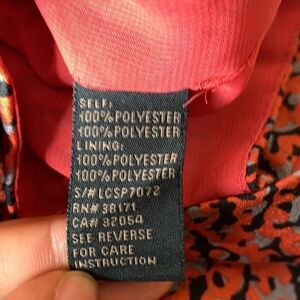 SELF:
100% POLYESTER
100% POLYESTER
LINING:
100% POLYESTER
100% POLYESTER
S/# LCSP7072
RN# 38171
CA# 32054
SEE REVERSE
FOR CARE
INSTRUCTION